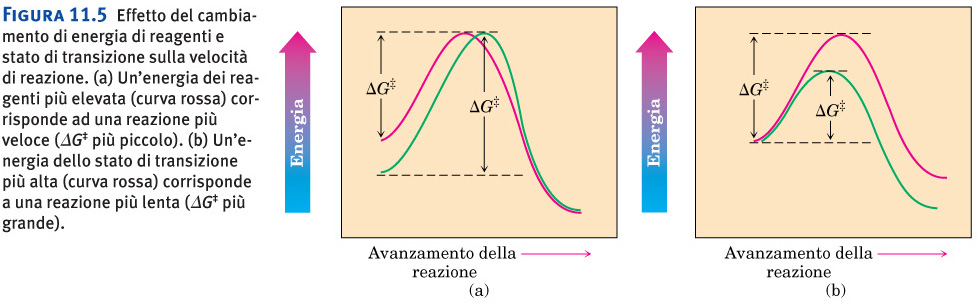 FIGURA 11.5 Effetto del cambia-
mento di energia di reagenti e
stato di transizione sulla velocità
di reazione. (a) Un'energia dei rea-
genti più elevata (curva rossa) cor-
risponde ad una reazione più
veloce (ΔG‡ più piccolo). (b) Un'e-
nergia dello stato di transizione
più alta (curva rossa) corrisponde
a una reazione più lenta (ΔG‡ più
grande).
Energia
ΔG‡
ΔG‡
Avanzamento della
reazione
(a)
Energia
ΔG‡
ΔG‡
Avanzamento della
reazione
(b)